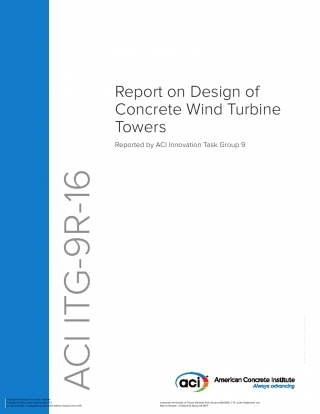 Report on Design of
Concrete Wind Turbine
Towers
Reported by ACI Innovation Task Group 9
ACI ITG-9R-16
aci
American Concrete Institute
Always advancing